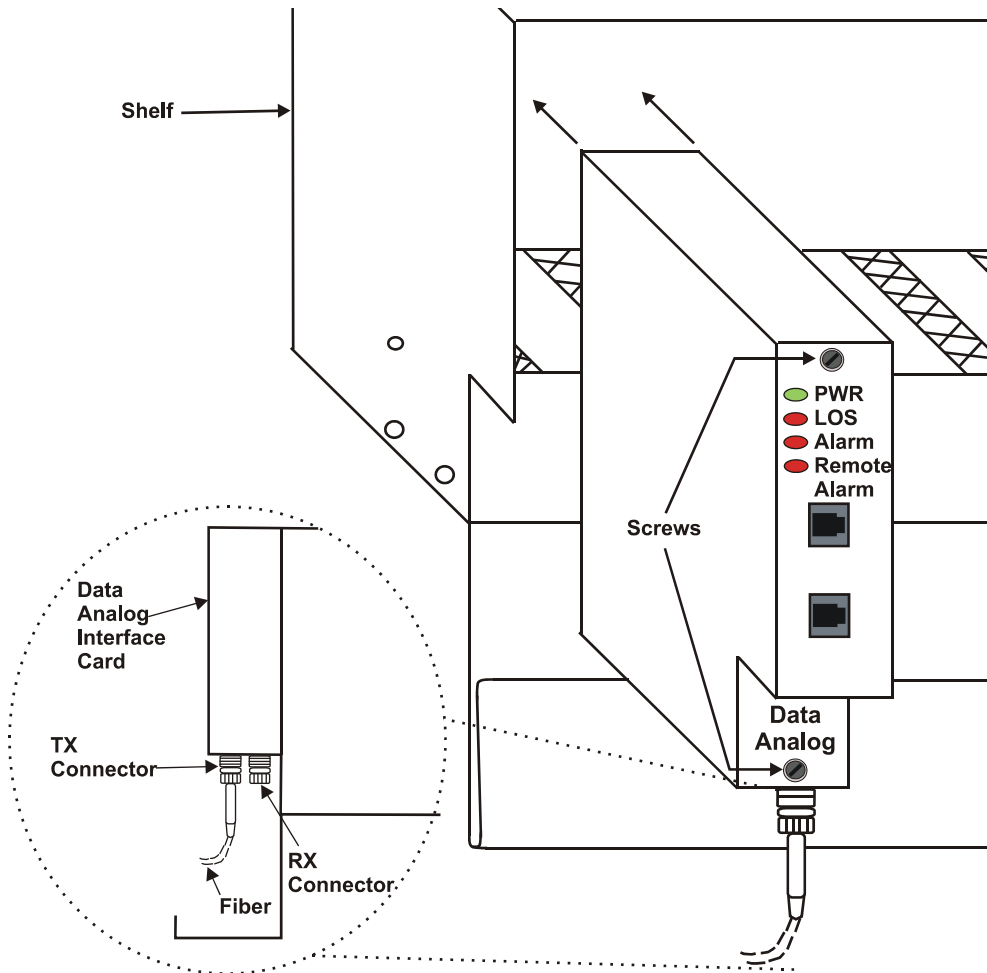 Shelf
PWR
LOS
Alarm
Remote
Alarm
Screws
Data
Analog
Interface
Card
TX
Connector
RX
Connector
Fiber
Data
Analog